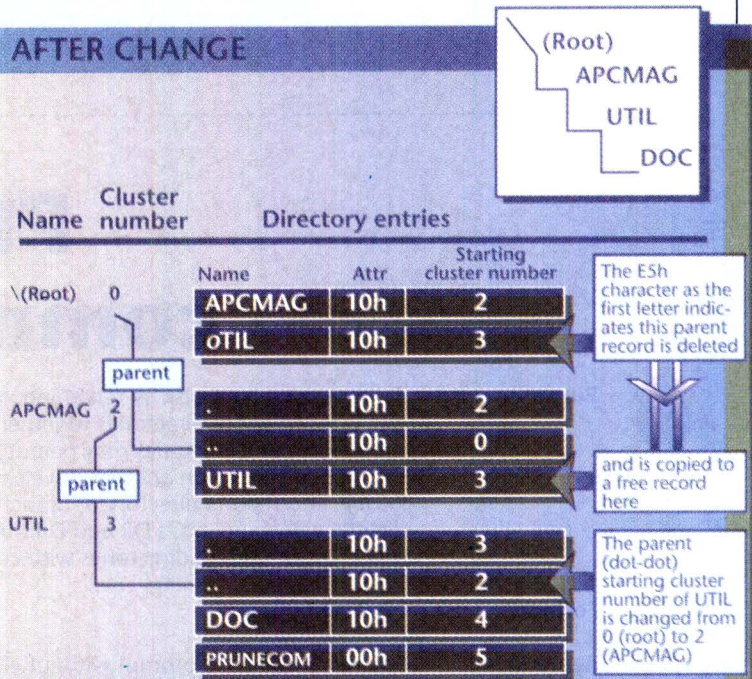 AFTER CHANGE
(Root)
APCMAG
UTIL
DOC
Name Cluster number Directory entries
Name Attr Starting cluster number
\(Root) 0
APCMAG 10h 2
oTIL 10h 3
The E5h
character as the
first letter indic-
ates this parent
record is deleted
parent
APCMAG 2
. 10h 2
.. 10h 0
UTIL 10h 3
and is copied to
a free record
here
parent
UTIL 3
. 10h 3
.. 10h 2
DOC 10h 4
PRUNECOM 00h 5
The parent
(dot-dot)
starting cluster
number of UTIL
is changed from
0 (root) to 2
(APCMAG)